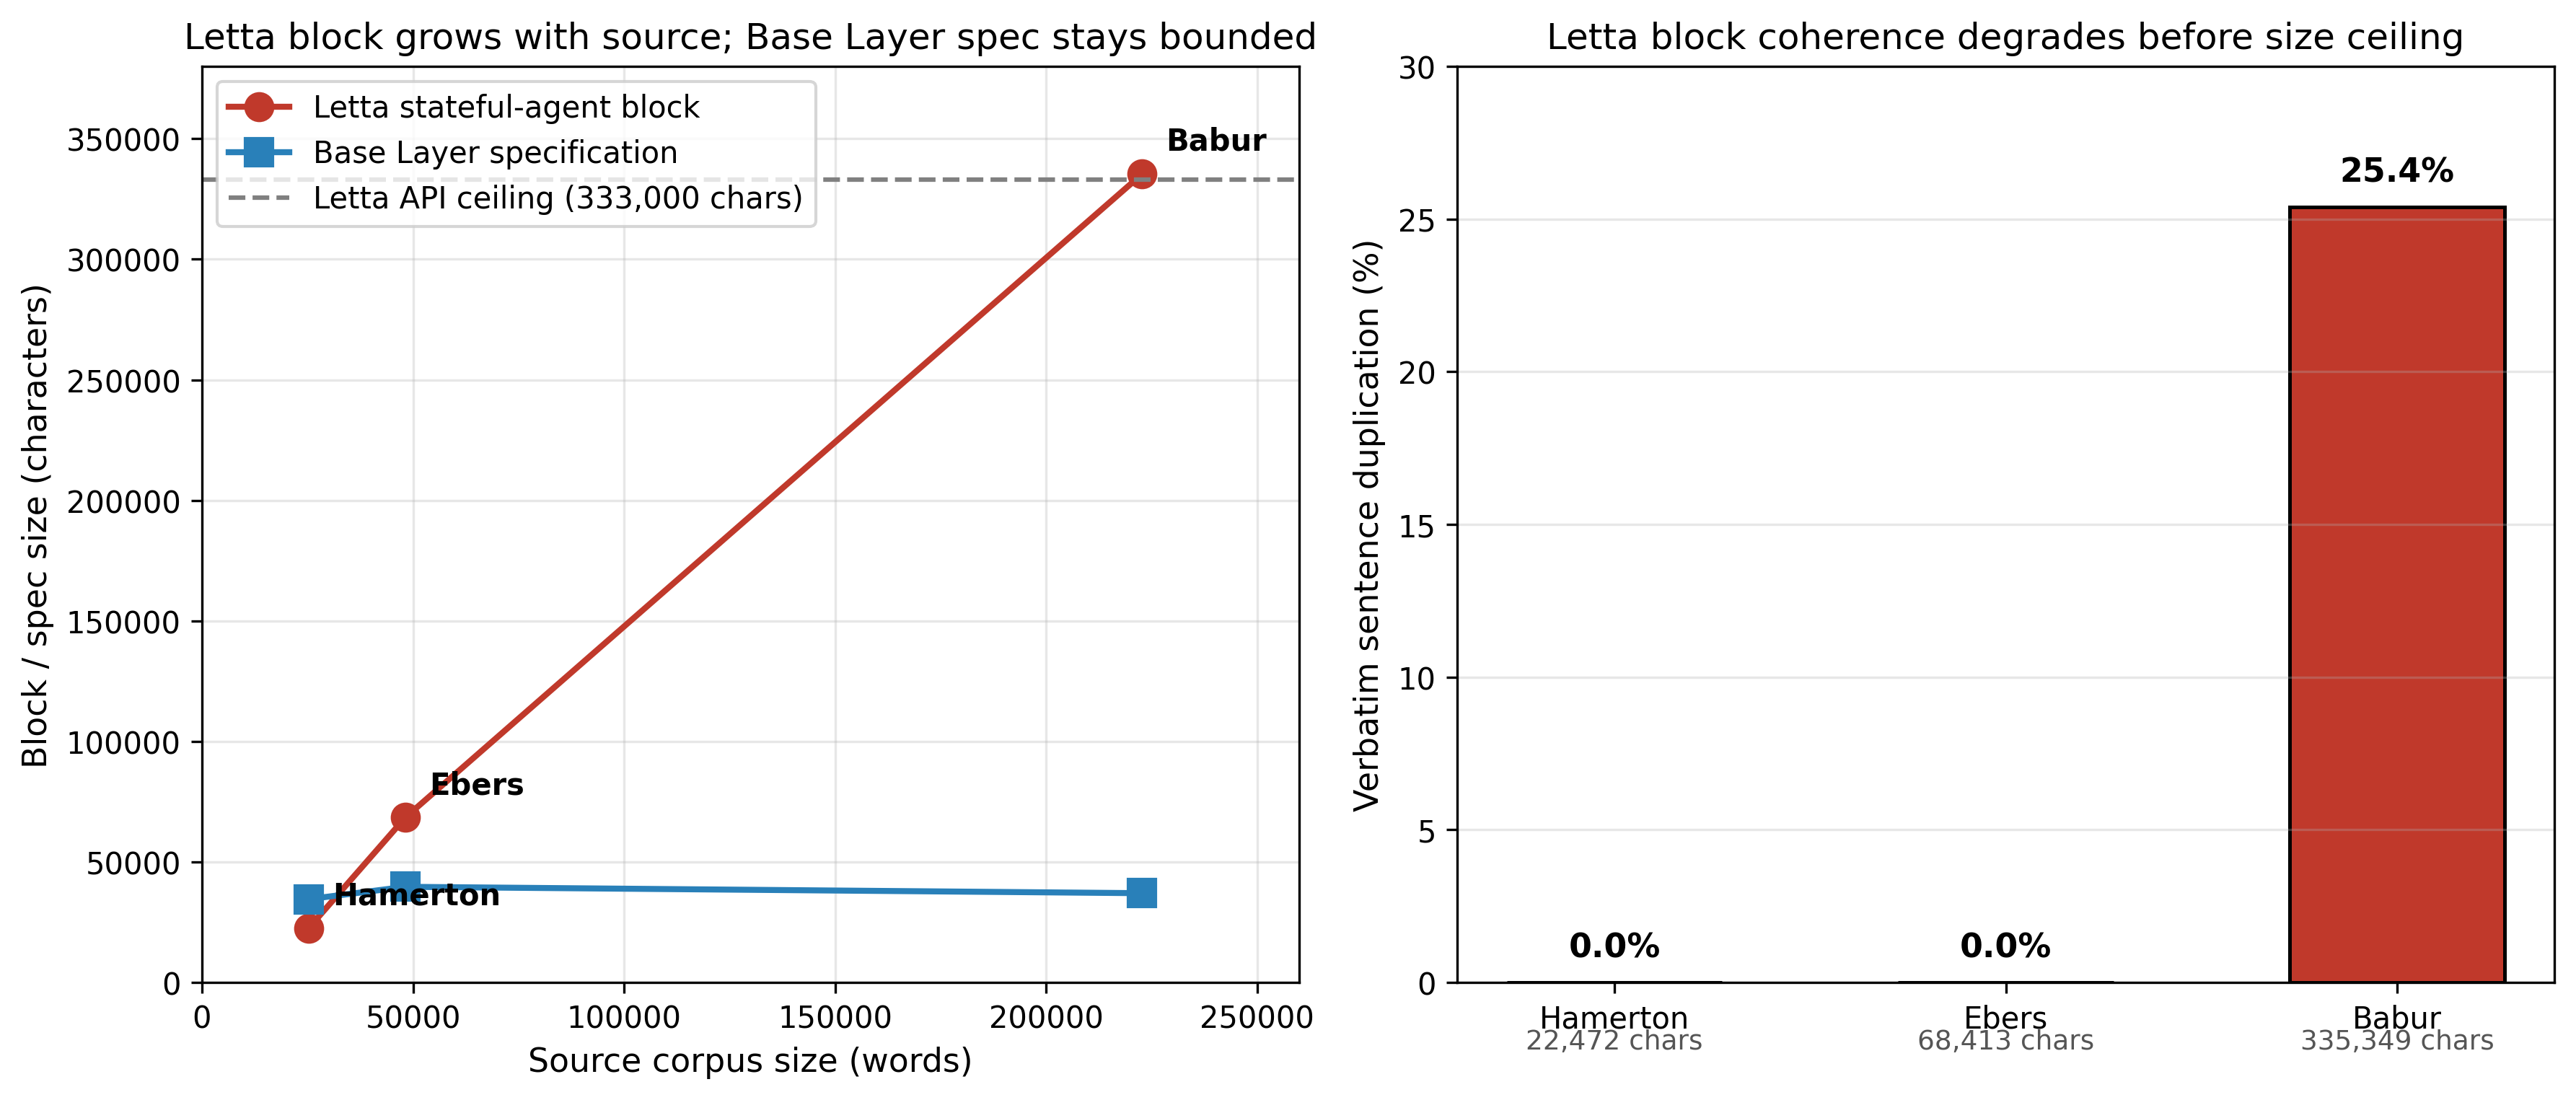 Letta block grows with source; Base Layer spec stays bounded
Letta stateful-agent block
Base Layer specification
Letta API ceiling (333,000 chars)
Babur
Ebers
Hamerton
350000
300000
250000
200000
150000
100000
50000
0
Block / spec size (characters)
0 50000 100000 150000 200000 250000
Source corpus size (words)
Letta block coherence degrades before size ceiling
30
25
20
15
10
5
0
Verbatim sentence duplication (%)
0.0% 0.0% 25.4%
Hamerton Ebers Babur
22,472 chars 68,413 chars 335,349 chars